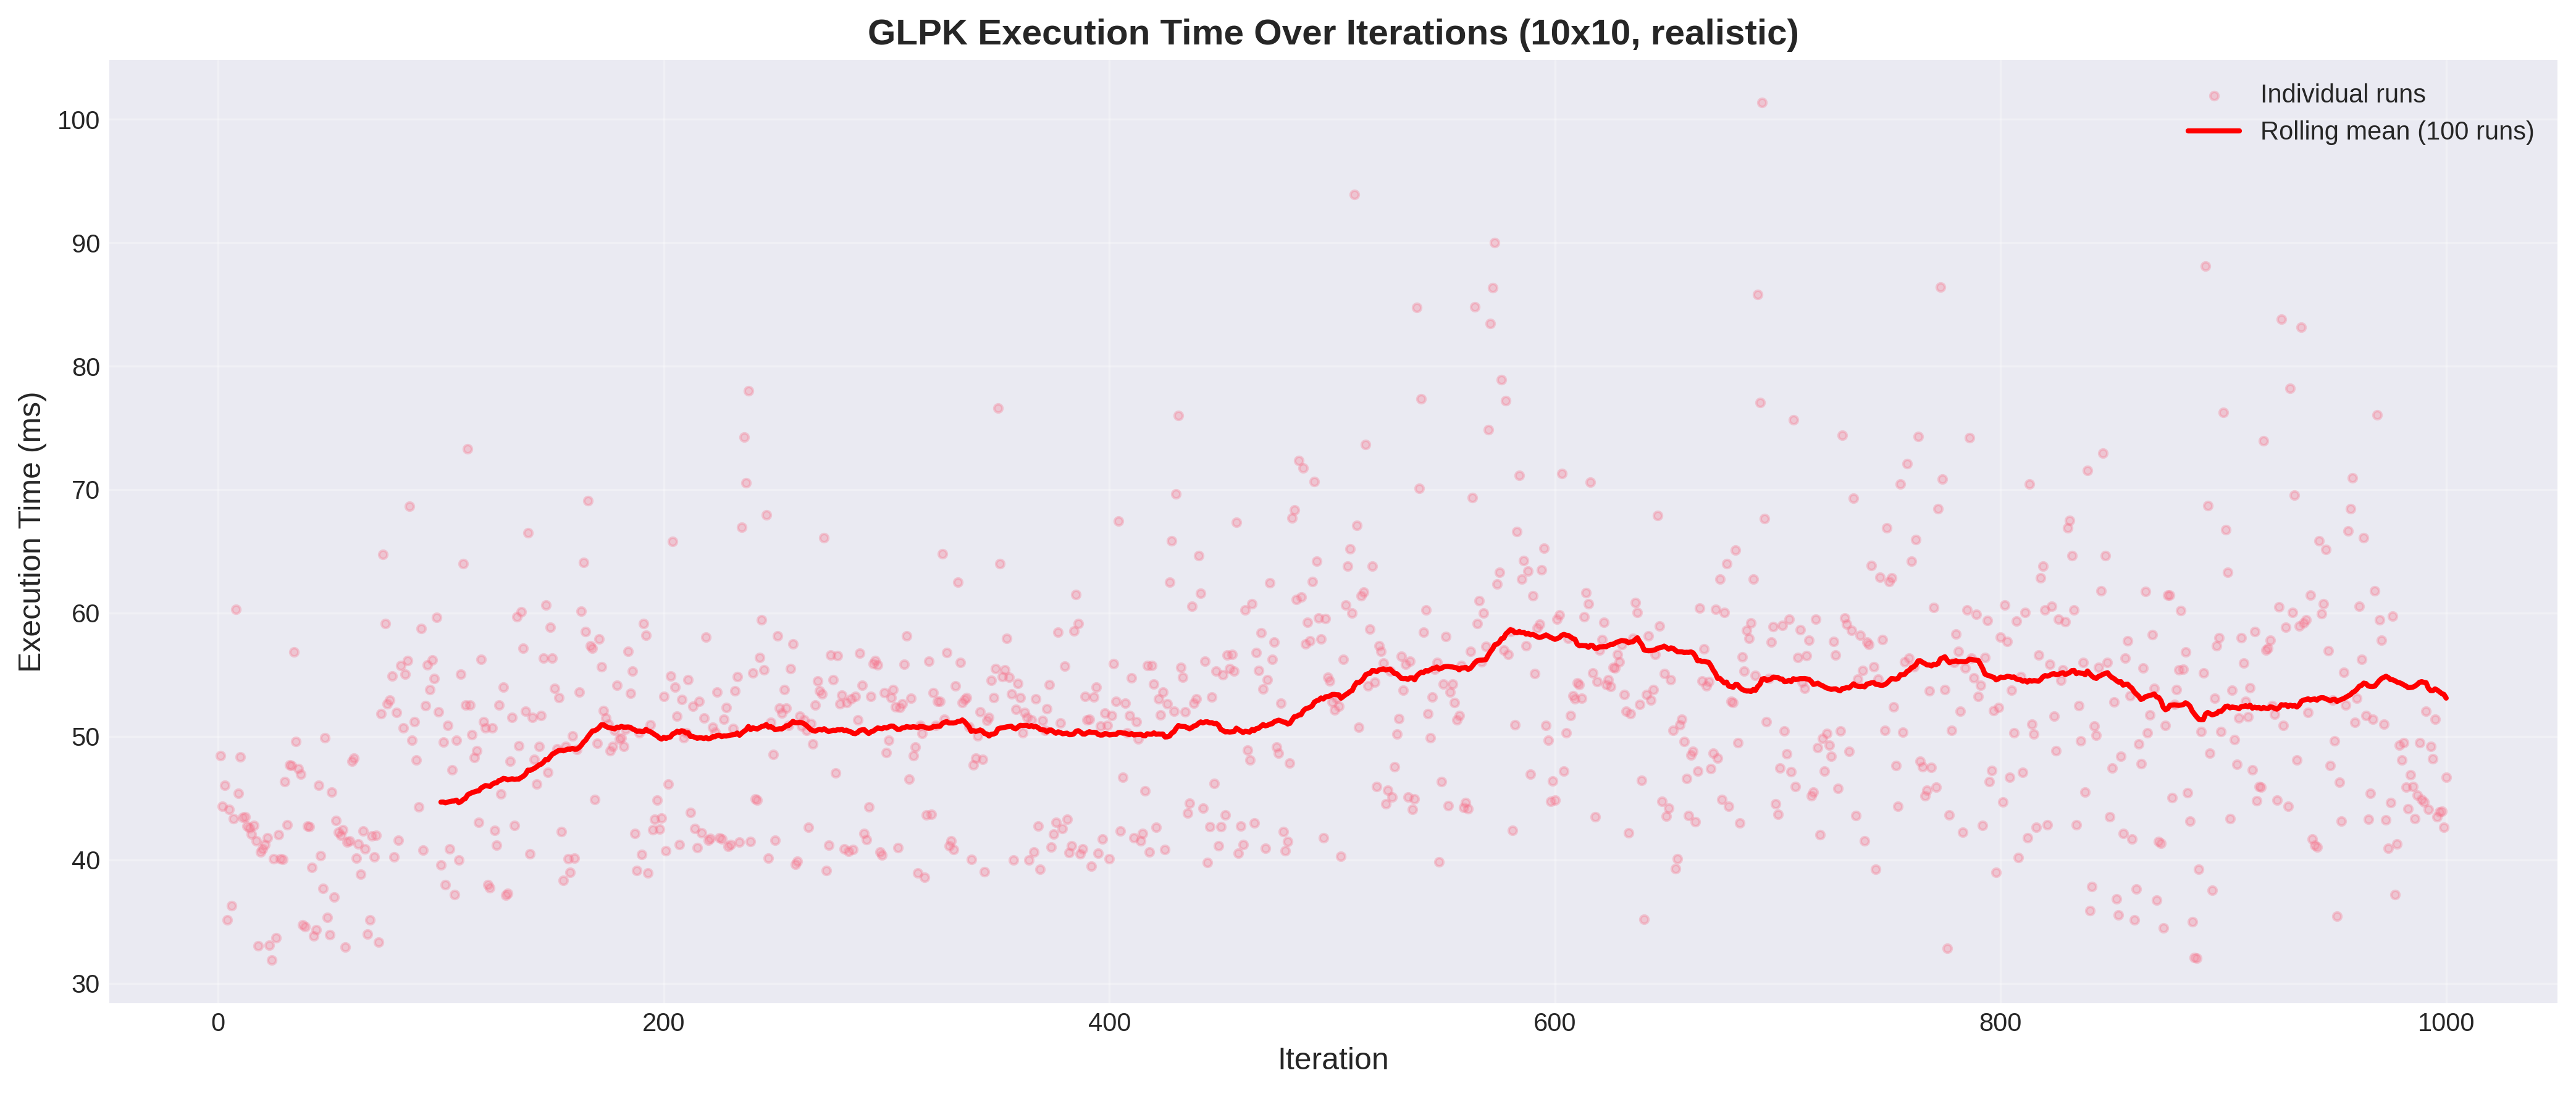 GLPK Execution Time Over Iterations (10x10, realistic)
Individual runs
Rolling mean (100 runs)
Execution Time (ms)
100
90
80
70
60
50
40
30
0
200
400
600
800
1000
Iteration